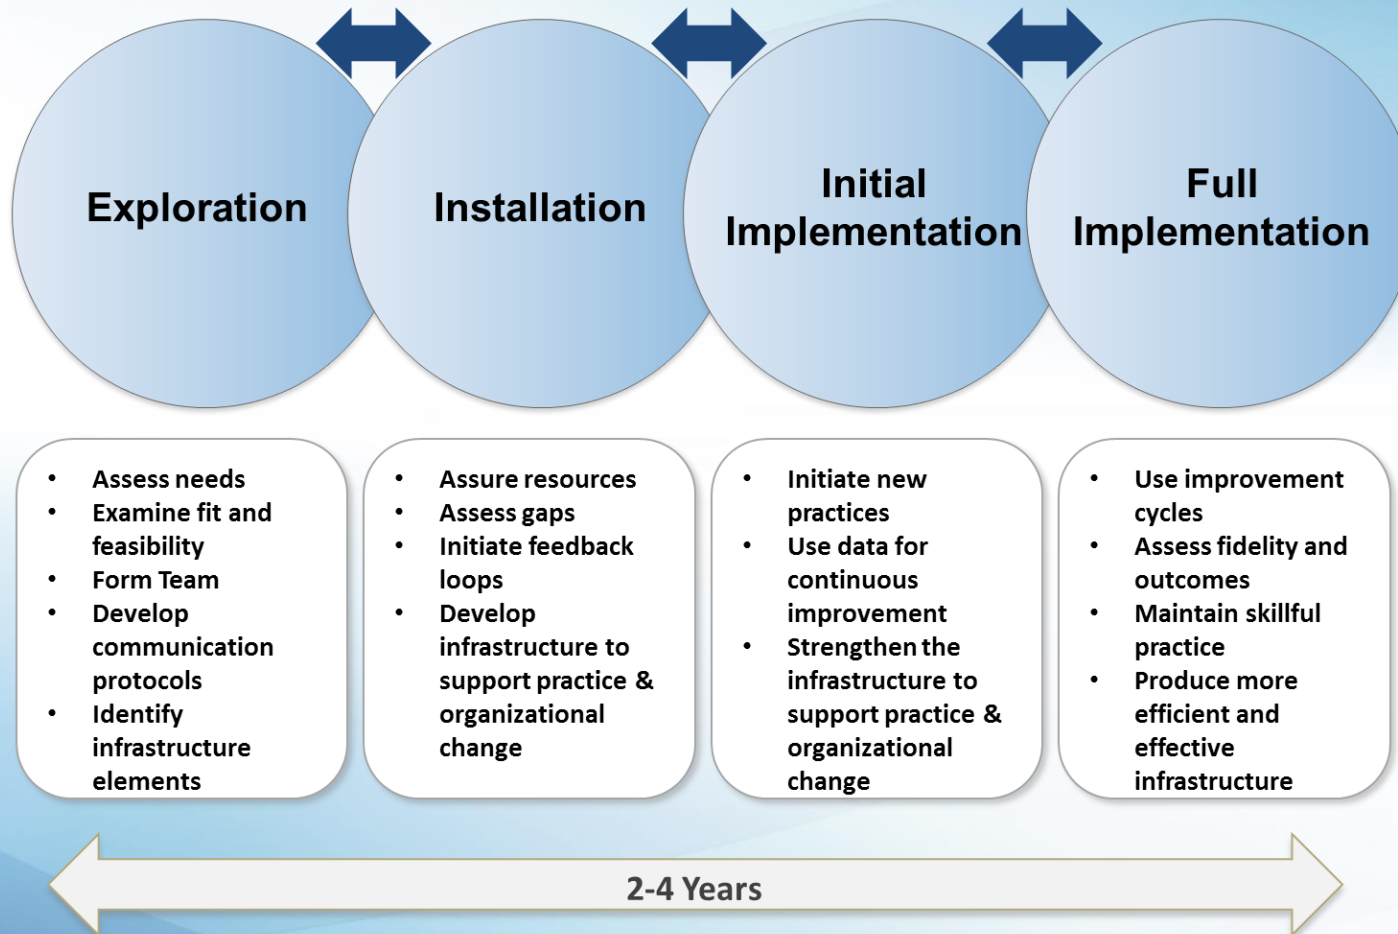 Exploration
Installation
Initial
Implementation
Full
Implementation
• Assess needs
• Examine fit and
feasibility
• Form Team
• Develop
communication
protocols
• Identify
infrastructure
elements
• Assure resources
• Assess gaps
• Initiate feedback
loops
• Develop
infrastructure to
support practice &
organizational
change
• Initiate new
practices
• Use data for
continuous
improvement
• Strengthen the
infrastructure to
support practice &
organizational
change
• Use improvement
cycles
• Assess fidelity and
outcomes
• Maintain skillful
practice
• Produce more
efficient and
effective
infrastructure
2-4 Years